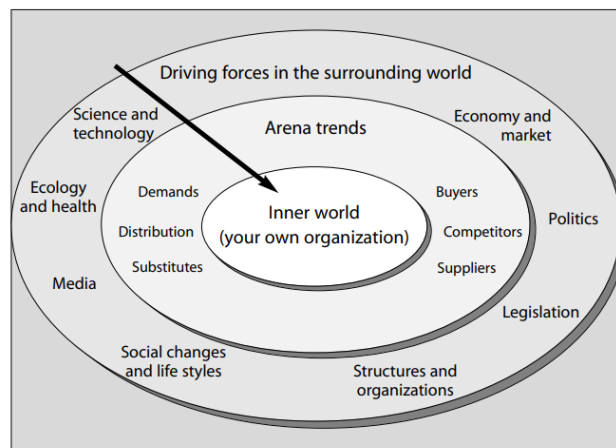 Driving forces in the surrounding world
Science and
technology
Economy and
market
Arena trends
Ecology
and health
Demands
Buyers
Inner world
(your own organization)
Distribution
Competitors
Politics
Substitutes
Suppliers
Media
Legislation
Social changes
and life styles
Structures and
organizations